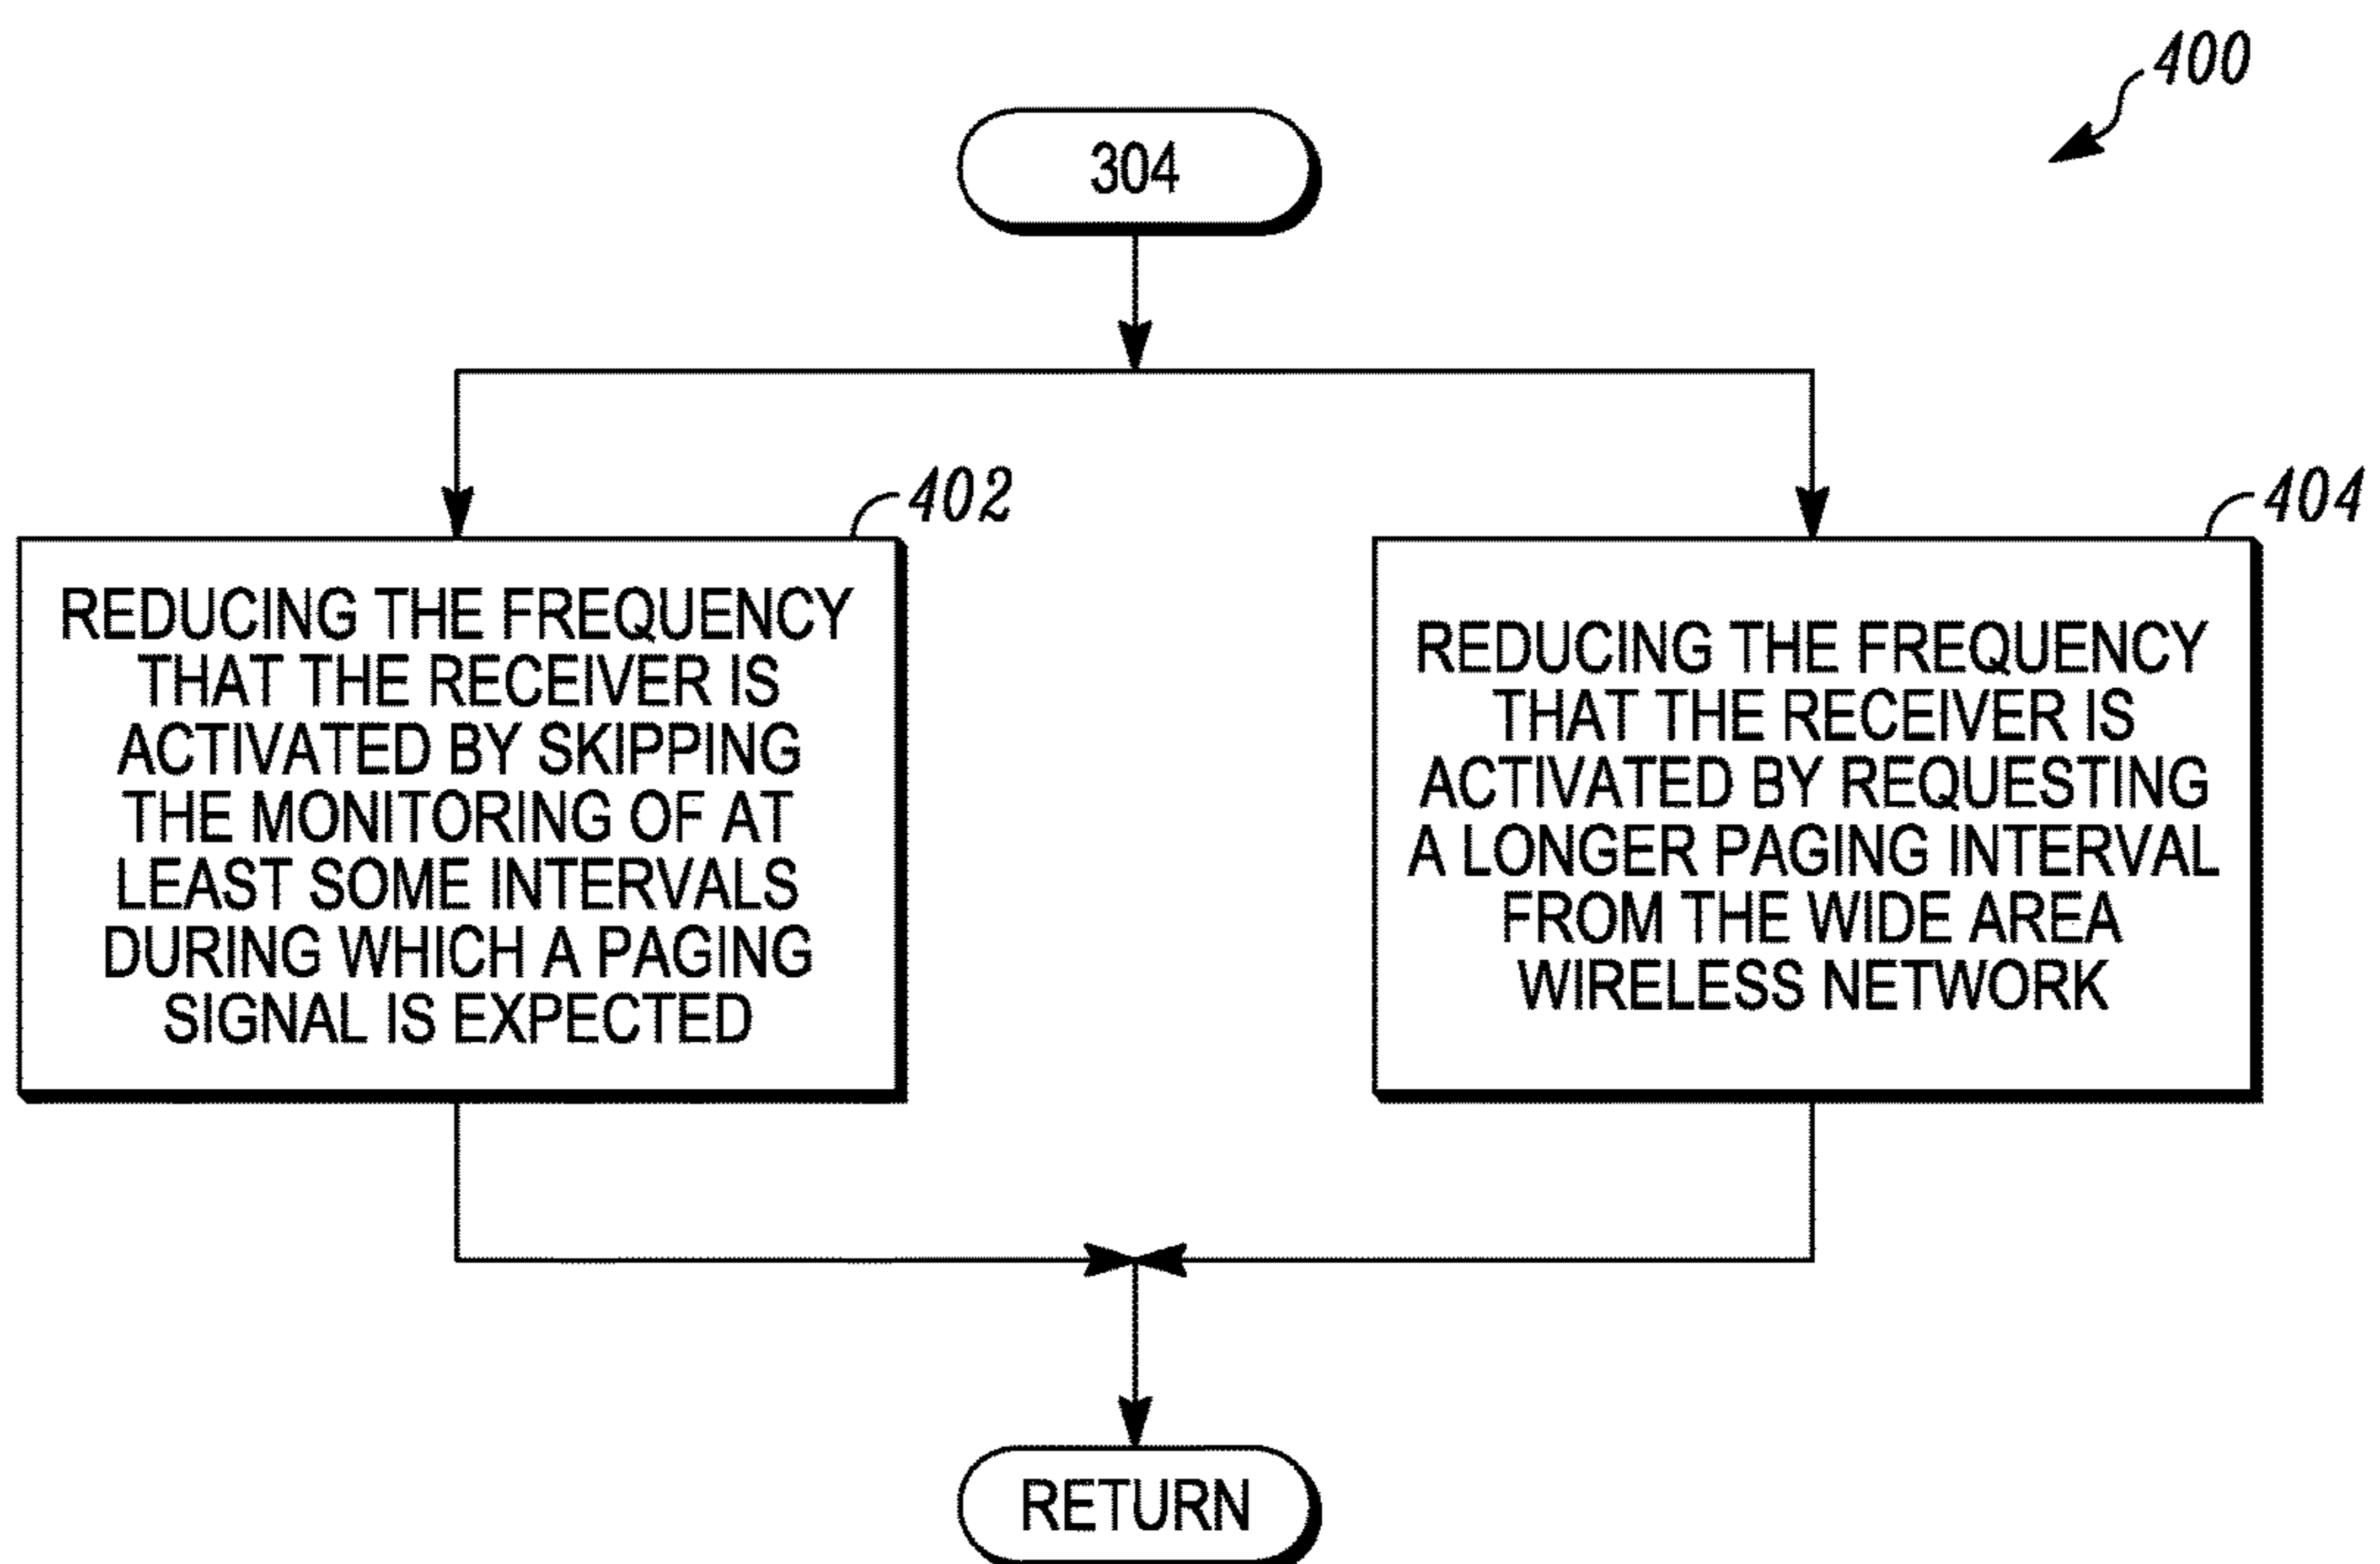 400
304
402
REDUCING THE FREQUENCY
THAT THE RECEIVER IS
ACTIVATED BY SKIPPING
THE MONITORING OF AT
LEAST SOME INTERVALS
DURING WHICH A PAGING
SIGNAL IS EXPECTED
404
REDUCING THE FREQUENCY
THAT THE RECEIVER IS
ACTIVATED BY REQUESTING
A LONGER PAGING INTERVAL
FROM THE WIDE AREA
WIRELESS NETWORK
RETURN